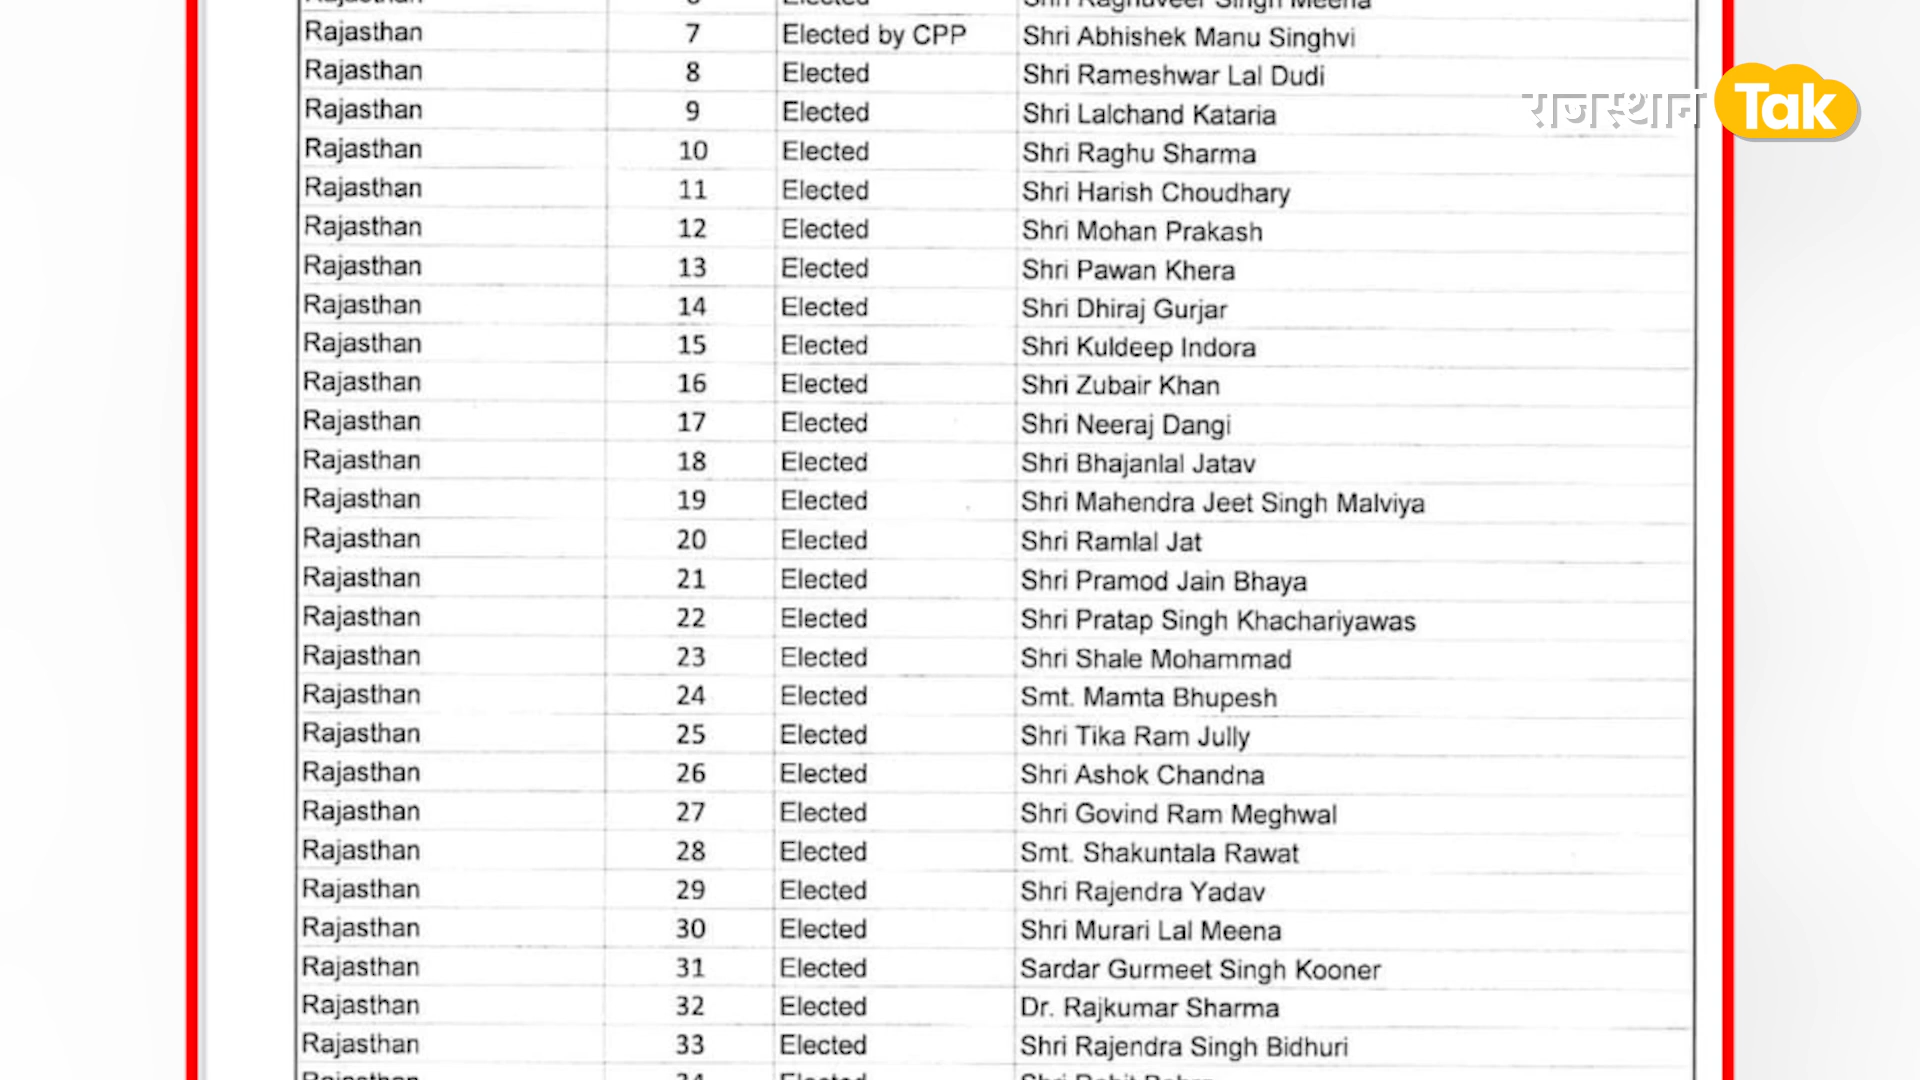 Rajasthan 7 Elected by CPP Shri Abhishek Manu Singhvi
Rajasthan 8 Elected Shri Rameshwar Lal Dudi
राजस्थान Tak
Rajasthan 9 Elected Shri Lalchand Kataria
Rajasthan 10 Elected Shri Raghu Sharma
Rajasthan 11 Elected Shri Harish Choudhary
Rajasthan 12 Elected Shri Mohan Prakash
Rajasthan 13 Elected Shri Pawan Khera
Rajasthan 14 Elected Shri Dhiraj Gurjar
Rajasthan 15 Elected Shri Kuldeep Indora
Rajasthan 16 Elected Shri Zubair Khan
Rajasthan 17 Elected Shri Neeraj Dangi
Rajasthan 18 Elected Shri Bhajanlal Jatav
Rajasthan 19 Elected Shri Mahendra Jeet Singh Malviya
Rajasthan 20 Elected Shri Ramlal Jat
Rajasthan 21 Elected Shri Pramod Jain Bhaya
Rajasthan 22 Elected Shri Pratap Singh Khachariyawas
Rajasthan 23 Elected Shri Shale Mohammad
Rajasthan 24 Elected Smt. Mamta Bhupesh
Rajasthan 25 Elected Shri Tika Ram Jully
Rajasthan 26 Elected Shri Ashok Chandna
Rajasthan 27 Elected Shri Govind Ram Meghwal
Rajasthan 28 Elected Smt. Shakuntala Rawat
Rajasthan 29 Elected Shri Rajendra Yadav
Rajasthan 30 Elected Shri Murari Lal Meena
Rajasthan 31 Elected Sardar Gurmeet Singh Kooner
Rajasthan 32 Elected Dr. Rajkumar Sharma
Rajasthan 33 Elected Shri Rajendra Singh Bidhuri